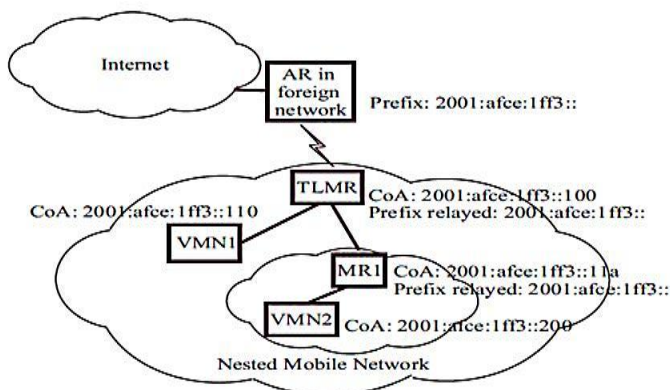 Internet
AR in
foreign
network
Prefix: 2001:afce:1ff3::
TLMR
CoA: 2001:afce:1ff3::100
Prefix relayed: 2001:afce:1ff3::
CoA: 2001:afce:1ff3::110
VMN1
MR1
CoA: 2001:afce:1ff3::11a
Prefix relayed: 2001:afce:1ff3::
VMN2
CoA: 2001:afce:1ff3::200
Nested Mobile Network